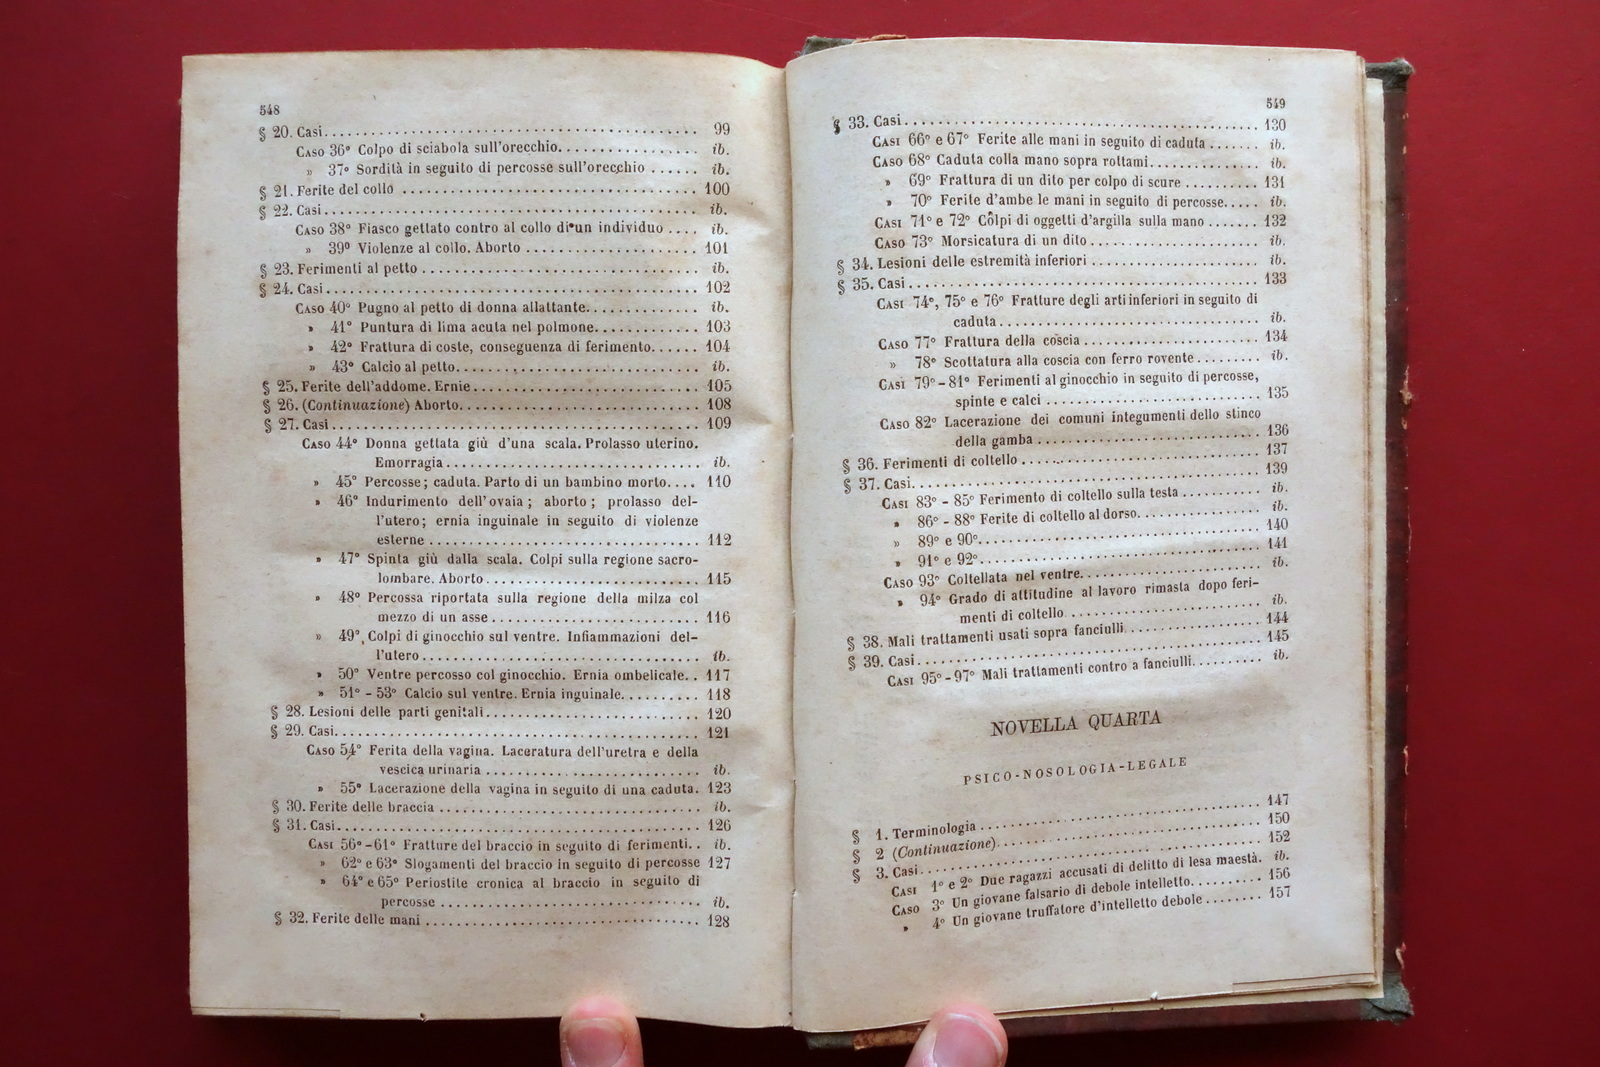 548
§ 20. Casi........ 99
CASO 36° Colpo di sciabola sull'orecchio........ ib.
» 37° Sordità in seguito di percosse sull'orecchio ...... ib.
§ 21. Ferite del collo ........ 100
§ 22. Casi........ ib.
CASO 38° Fiasco gettato contro al collo di un individuo .... ib.
» 39° Violenze al collo. Aborto ........ 101
§ 23. Ferimenti al petto ........ ib.
§ 24. Casi........ 102
CASO 40° Pugno al petto di donna allattante........ ib.
» 41° Puntura di lima acuta nel polmone........ 103
» 42° Frattura di coste, conseguenza di ferimento...... 104
» 43° Calcio al petto........ ib.
§ 25. Ferite dell'addome. Ernie........ 105
§ 26. (Continuazione) Aborto........ 108
§ 27. Casi........ 109
CASO 44° Donna gettata giù d'una scala. Prolasso uterino.
Emorragia........ ib.
» 45° Percosse; caduta. Parto di un bambino morto.... 110
» 46° Indurimento dell'ovaia; aborto; prolasso del-
l'utero; ernia inguinale in seguito di violenze
esterne ........ 112
» 47° Spinta giù dalla scala. Colpi sulla regione sacro-
lombare. Aborto........ 115
» 48° Percossa riportata sulla regione della milza col
mezzo di un asse ........ 116
» 49° Colpi di ginocchio sul ventre. Infiammazioni del-
l'utero........ ib.
» 50° Ventre percosso col ginocchio. Ernia ombelicale.. 117
» 51° - 53° Calcio sul ventre. Ernia inguinale........ 118
§ 28. Lesioni delle parti genitali........ 120
§ 29. Casi........ 121
CASO 54° Ferita della vagina. Laceratura dell'uretra e della
vescica urinaria ........ ib.
» 55° Lacerazione della vagina in seguito di una caduta. 123
§ 30. Ferite delle braccia ........ ib.
§ 31. Casi........ 126
CASI 56° - 61° Fratture del braccio in seguito di ferimenti.. ib.
» 62° e 63° Slogamenti del braccio in seguito di percosse 127
» 64° e 65° Periostite cronica al braccio in seguito di
percosse ........ ib.
§ 32. Ferite delle mani ........ 128
549
§ 33. Casi........ 130
CASI 66° e 67° Ferite alle mani in seguito di caduta ....... ib.
CASO 68° Caduta colla mano sopra rottami........ ib.
» 69° Frattura di un dito per colpo di scure .......... 131
» 70° Ferite d'ambe le mani in seguito di percosse..... ib.
CASI 71° e 72° Colpi di oggetti d'argilla sulla mano ....... 132
CASO 73° Morsicatura di un dito ........ ib.
§ 34. Lesioni delle estremità inferiori ........ ib.
§ 35. Casi........ 133
CASI 74°, 75° e 76° Fratture degli arti inferiori in seguito di
caduta........ ib.
CASO 77° Frattura della coscia........ 134
» 78° Scottatura alla coscia con ferro rovente ......... ib.
CASI 79° - 81° Ferimenti al ginocchio in seguito di percosse,
spinte e calci ........ 135
CASO 82° Lacerazione dei comuni integumenti dello stinco
della gamba ........ 136
§ 36. Ferimenti di coltello ........ 137
§ 37. Casi........ 139
CASI 83° - 85° Ferimento di coltello sulla testa ........ ib.
» 86° - 88° Ferite di coltello al dorso........ ib.
» 89° e 90°........ 140
» 91° e 92°........ 141
CASO 93° Coltellata nel ventre........ ib.
» 94° Grado di attitudine al lavoro rimasta dopo feri-
menti di coltello........ ib.
§ 38. Mali trattamenti usati sopra fanciulli........ 144
§ 39. Casi........ 145
CASI 95° - 97° Mali trattamenti contro a fanciulli........ ib.
NOVELLA QUARTA
PSICO-NOSOLOGIA-LEGALE
§ 1. Terminologia ........ 147
§ 2 (Continuazione)........ 150
§ 3. Casi........ 152
CASI 1° e 2° Due ragazzi accusati di delitto di lesa maestà. ib.
CASO 3° Un giovane falsario di debole intelletto........ 156
» 4° Un giovane truffatore d'intelletto debole ........ 157